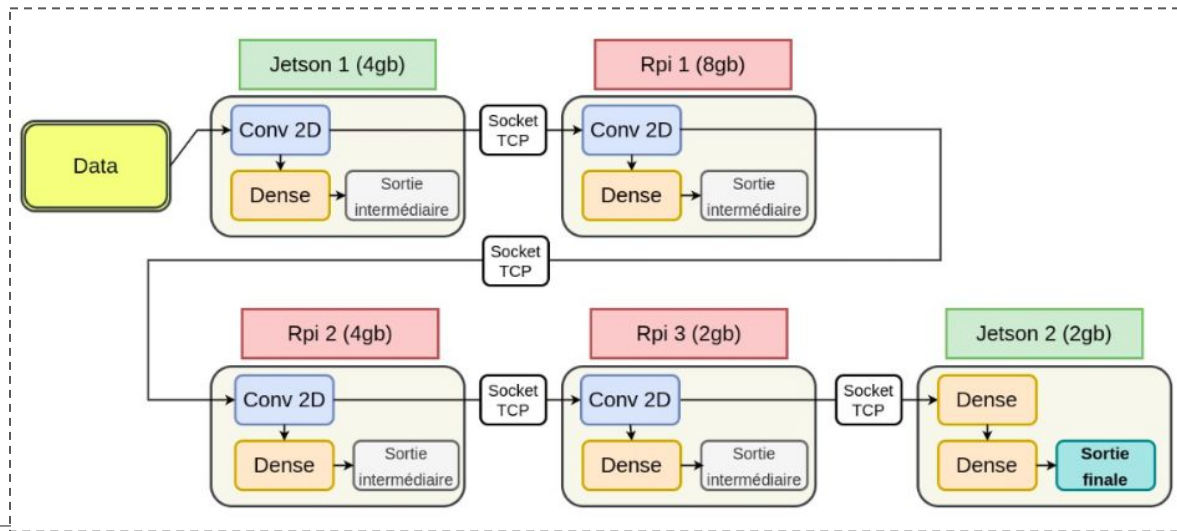 Jetson 1 (4gb)
Rpi 1 (8gb)
Data
Conv 2D
Socket
TCP
Conv 2D
Dense
Sortie
intermédiaire
Dense
Sortie
intermédiaire
Socket
TCP
Rpi 2 (4gb)
Rpi 3 (2gb)
Jetson 2 (2gb)
Conv 2D
Socket
TCP
Conv 2D
Socket
TCP
Dense
Dense
Sortie
intermédiaire
Dense
Sortie
intermédiaire
Dense
Sortie
finale